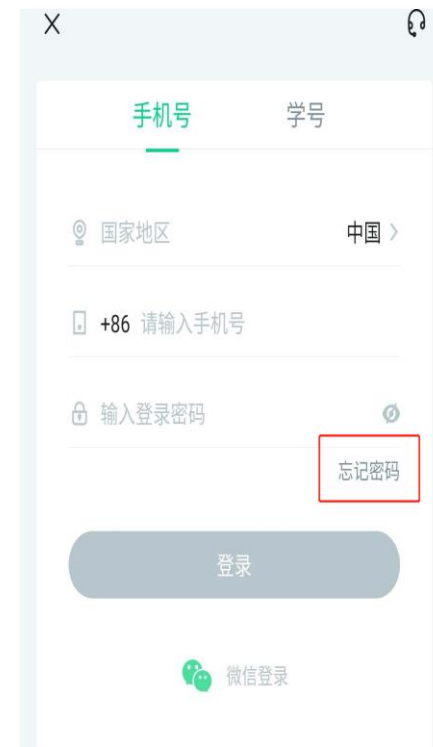 手机号 学号
国家地区 中国
+86 请输入手机号
输入登录密码
忘记密码
登录
微信登录